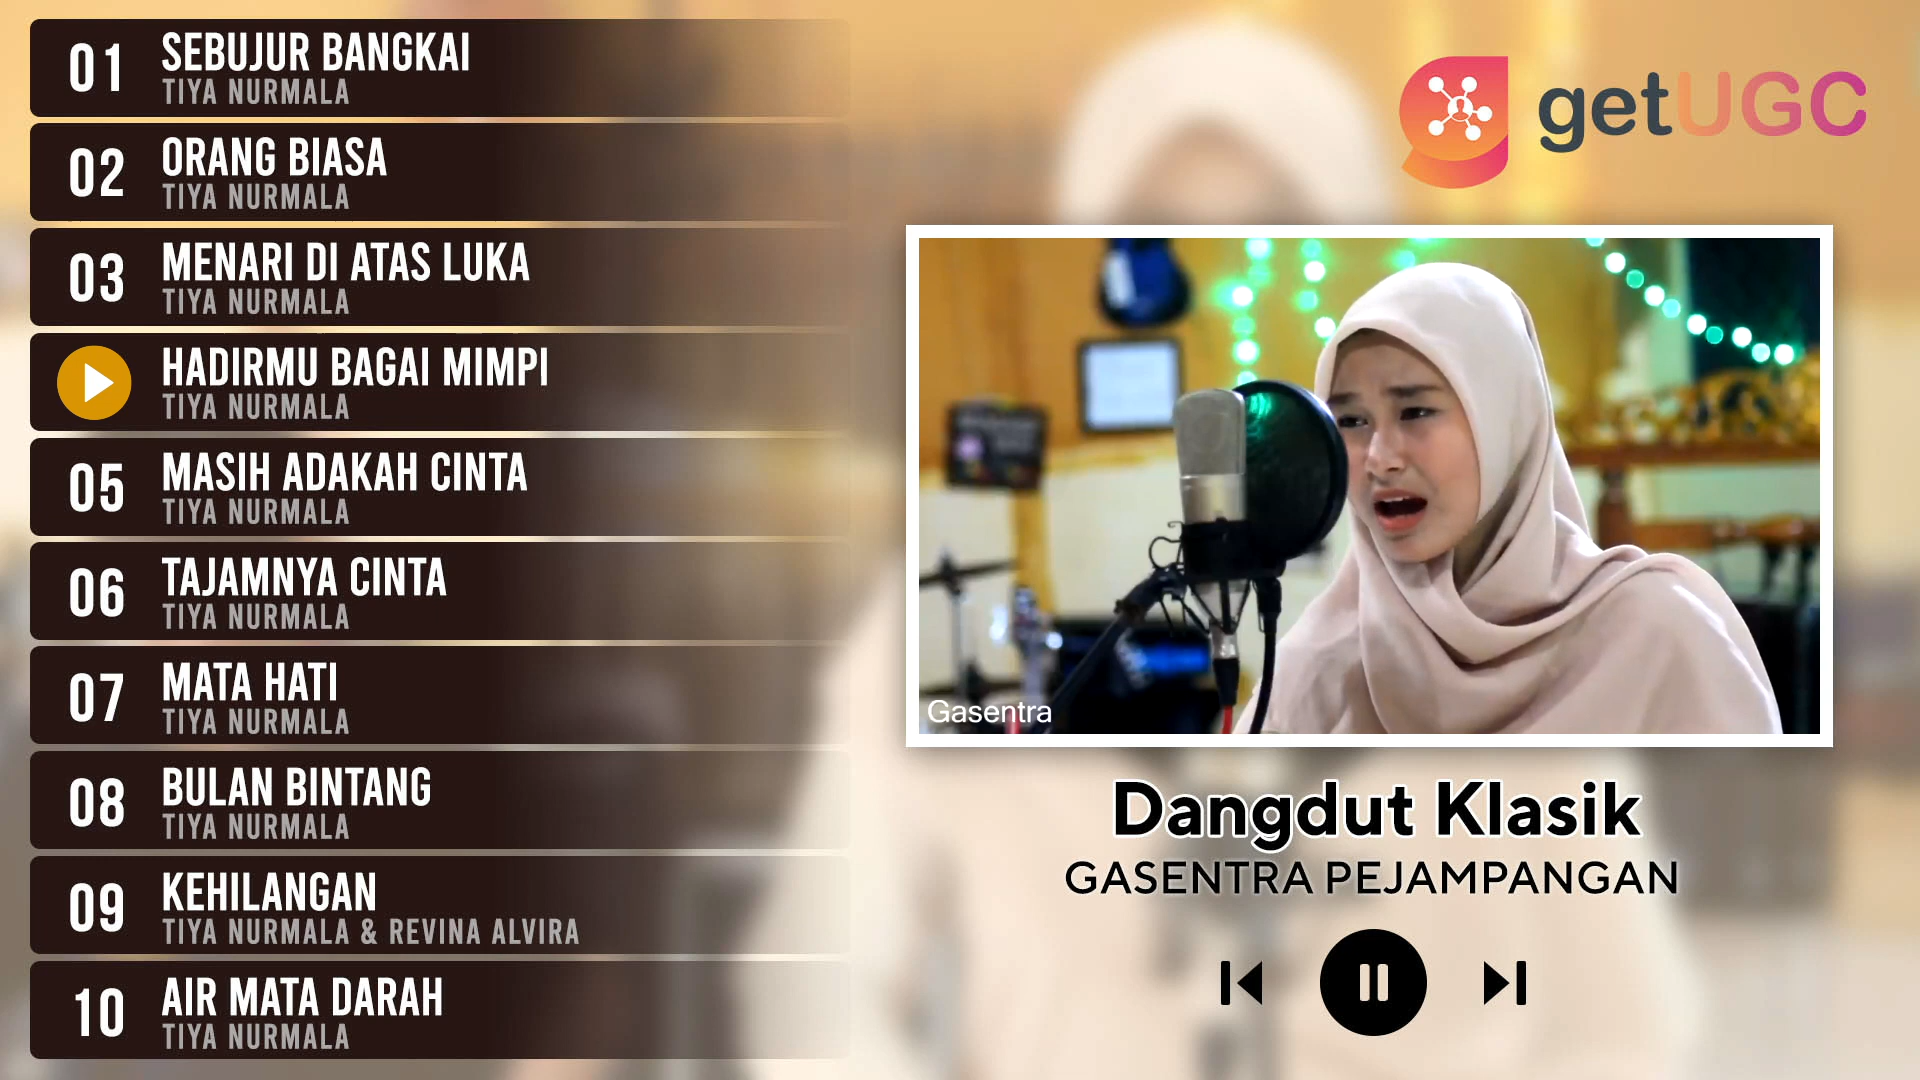 01 SEBUJUR BANGKAI
TIYA NURMALA
02 ORANG BIASA
TIYA NURMALA
03 MENARI DI ATAS LUKA
TIYA NURMALA
HADIRMU BAGAI MIMPI
TIYA NURMALA
05 MASIH ADAKAH CINTA
TIYA NURMALA
06 TAJAMNYA CINTA
TIYA NURMALA
07 MATA HATI
TIYA NURMALA
08 BULAN BINTANG
TIYA NURMALA
09 KEHILANGAN
TIYA NURMALA & REVINA ALVIRA
10 AIR MATA DARAH
TIYA NURMALA
getUGC
Gasentra
Dangdut Klasik
GASENTRA PEJAMPANGAN